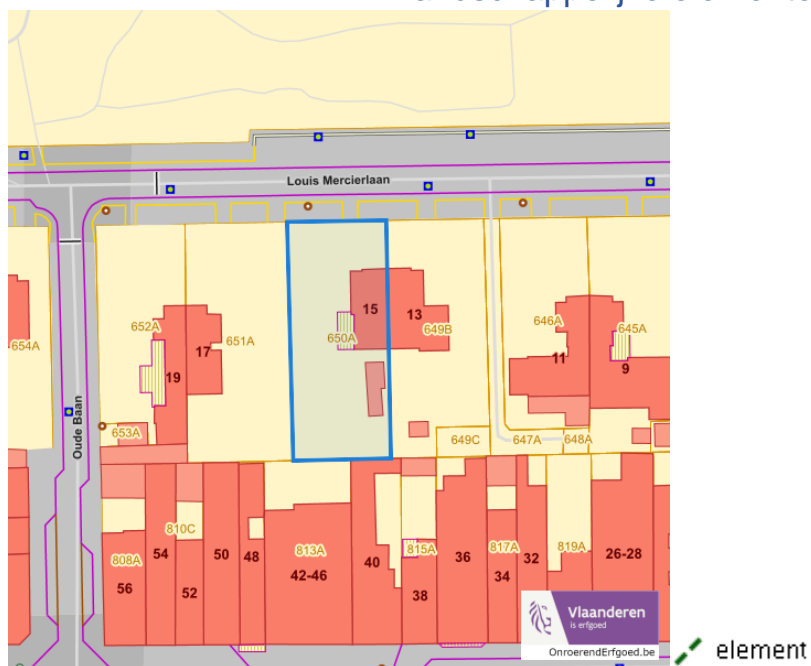 Louis Mercierlaan
Oude Baan
654A
652A
19
17
651A
650A
15
13
649B
646A
11
645A
9
653A
649C
647A
648A
808A
56
54
810C
52
50
48
813A
42-46
40
815A
38
36
817A
34
32
819A
26-28
Vlaanderen
is erfgoed
OnroerendErfgoed.be
element